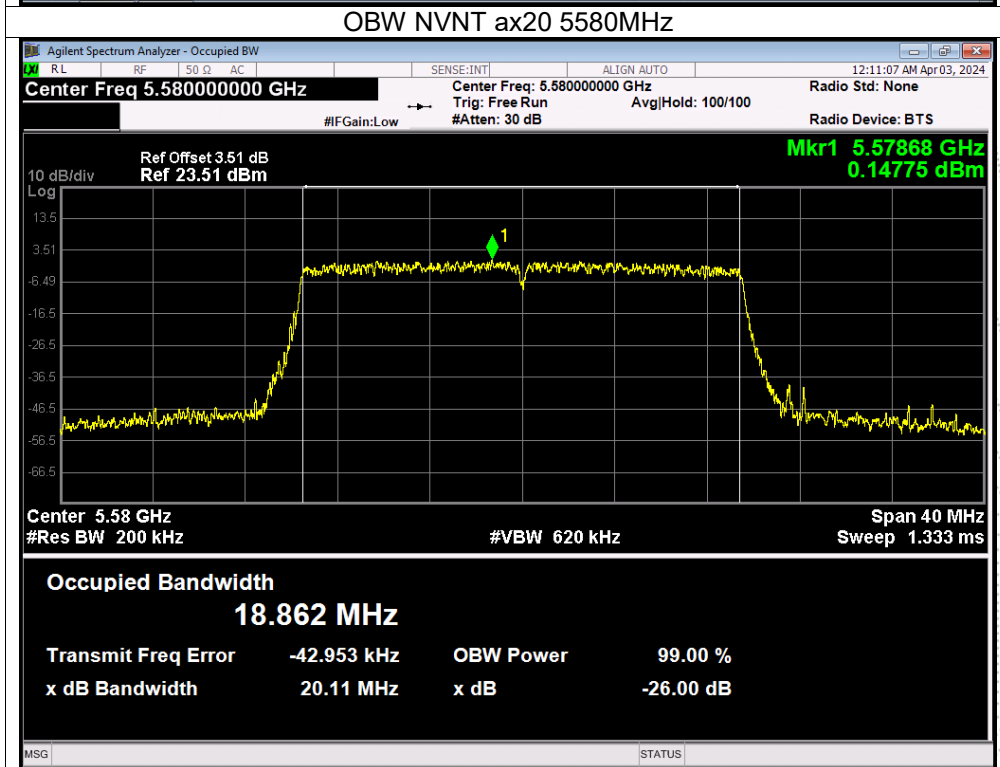 OBW NVNT ax20 5580MHz
Agilent Spectrum Analyzer - Occupied BW
LXI RL RF 50 Ω AC SENSE:INT ALIGN AUTO 12:11:07 AM Apr 03, 2024
Center Freq 5.580000000 GHz Center Freq: 5.580000000 GHz Radio Std: None
Trig: Free Run Avg|Hold: 100/100
#IFGain:Low #Atten: 30 dB Radio Device: BTS
Mkr1 5.57868 GHz
0.14775 dBm
Ref Offset 3.51 dB
10 dB/div Ref 23.51 dBm
Log
13.5
1
3.51
-6.49
-16.5
-26.5
-36.5
-46.5
-56.5
-66.5
Center 5.58 GHz Span 40 MHz
#Res BW 200 kHz #VBW 620 kHz Sweep 1.333 ms
Occupied Bandwidth
18.862 MHz
Transmit Freq Error -42.953 kHz OBW Power 99.00 %
x dB Bandwidth 20.11 MHz x dB -26.00 dB
MSG STATUS